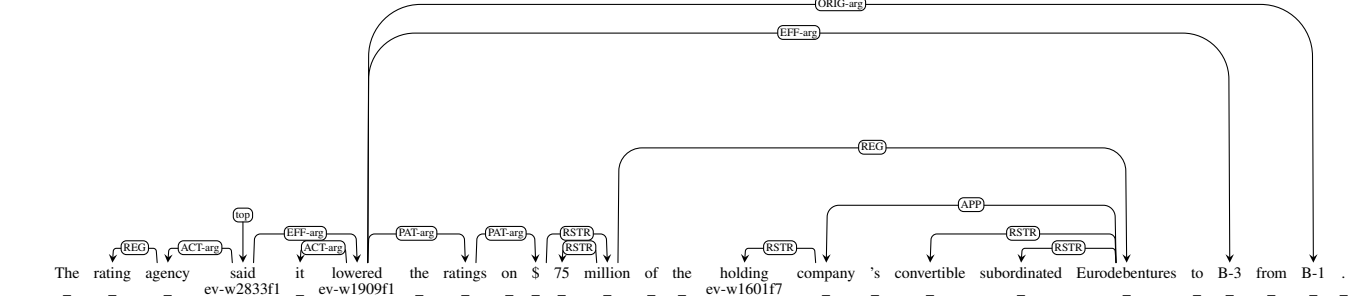 ORIG-arg
EFF-arg
REG
APP
top
REG ACT-arg EFF-arg ACT-arg PAT-arg PAT-arg RSTR RSTR RSTR RSTR RSTR
The rating agency said it lowered the ratings on $ 75 million of the holding company 's convertible subordinated Eurodebentures to B-3 from B-1 .
_ _ _ ev-w2833f1 _ ev-w1909f1 _ _ _ _ _ _ _ _ ev-w1601f7 _ _ _ _ _ _ _ _ _ _